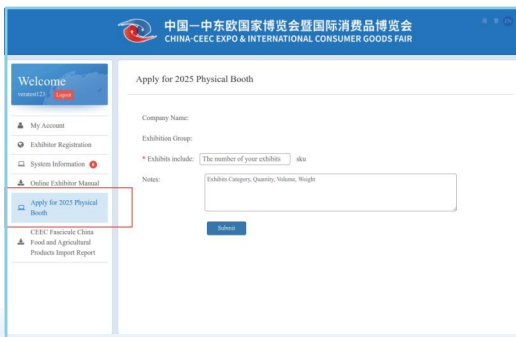 中国—中东欧国家博览会暨国际消费品博览会
CHINA-CEEC EXPO & INTERNATIONAL CONSUMER GOODS FAIR
EN
Welcome
Logout
My Account
Exhibitor Registration
System Information
Online Exhibitor Manual
Apply for 2025 Physical
Booth
CEEC Fascicule China
Food and Agricultural
Products Import Report
Apply for 2025 Physical Booth
Company Name:
Exhibition Group:
* Exhibits include: The number of your exhibits sku
Notes: Exhibits Category, Quantity, Volume, Weight
Submit